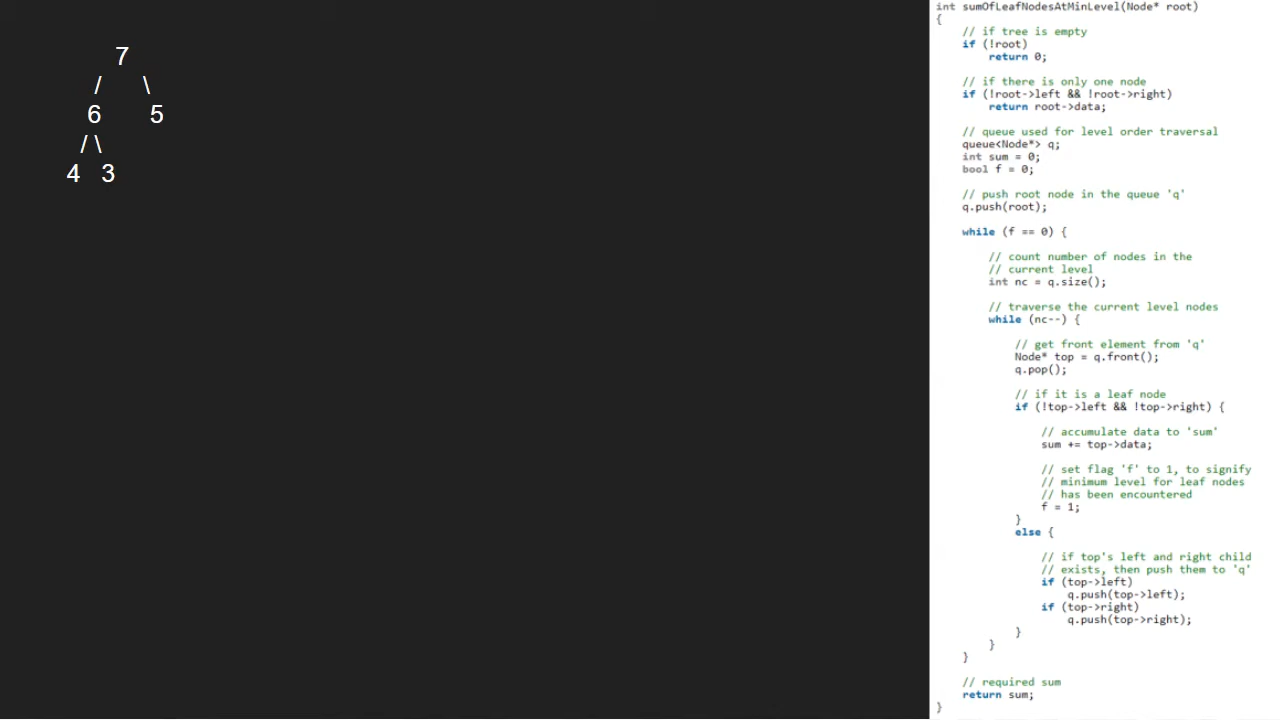 7
/ \
6 5
/ \
4 3
int sumOfLeafNodesAtMinLevel(Node* root)
{
// if tree is empty
if (!root)
return 0;
// if there is only one node
if (!root->left && !root->right)
return root->data;
// queue used for level order traversal
queue<Node*> q;
int sum = 0;
bool f = 0;
// push root node in the queue 'q'
q.push(root);
while (f == 0) {
// count number of nodes in the
// current level
int nc = q.size();
// traverse the current level nodes
while (nc--) {
// get front element from 'q'
Node* top = q.front();
q.pop();
// if it is a leaf node
if (!top->left && !top->right) {
// accumulate data to 'sum'
sum += top->data;
// set flag 'f' to 1, to signify
// minimum level for leaf nodes
// has been encountered
f = 1;
}
else {
// if top's left and right child
// exists, then push them to 'q'
if (top->left)
q.push(top->left);
if (top->right)
q.push(top->right);
}
}
}
// required sum
return sum;
}